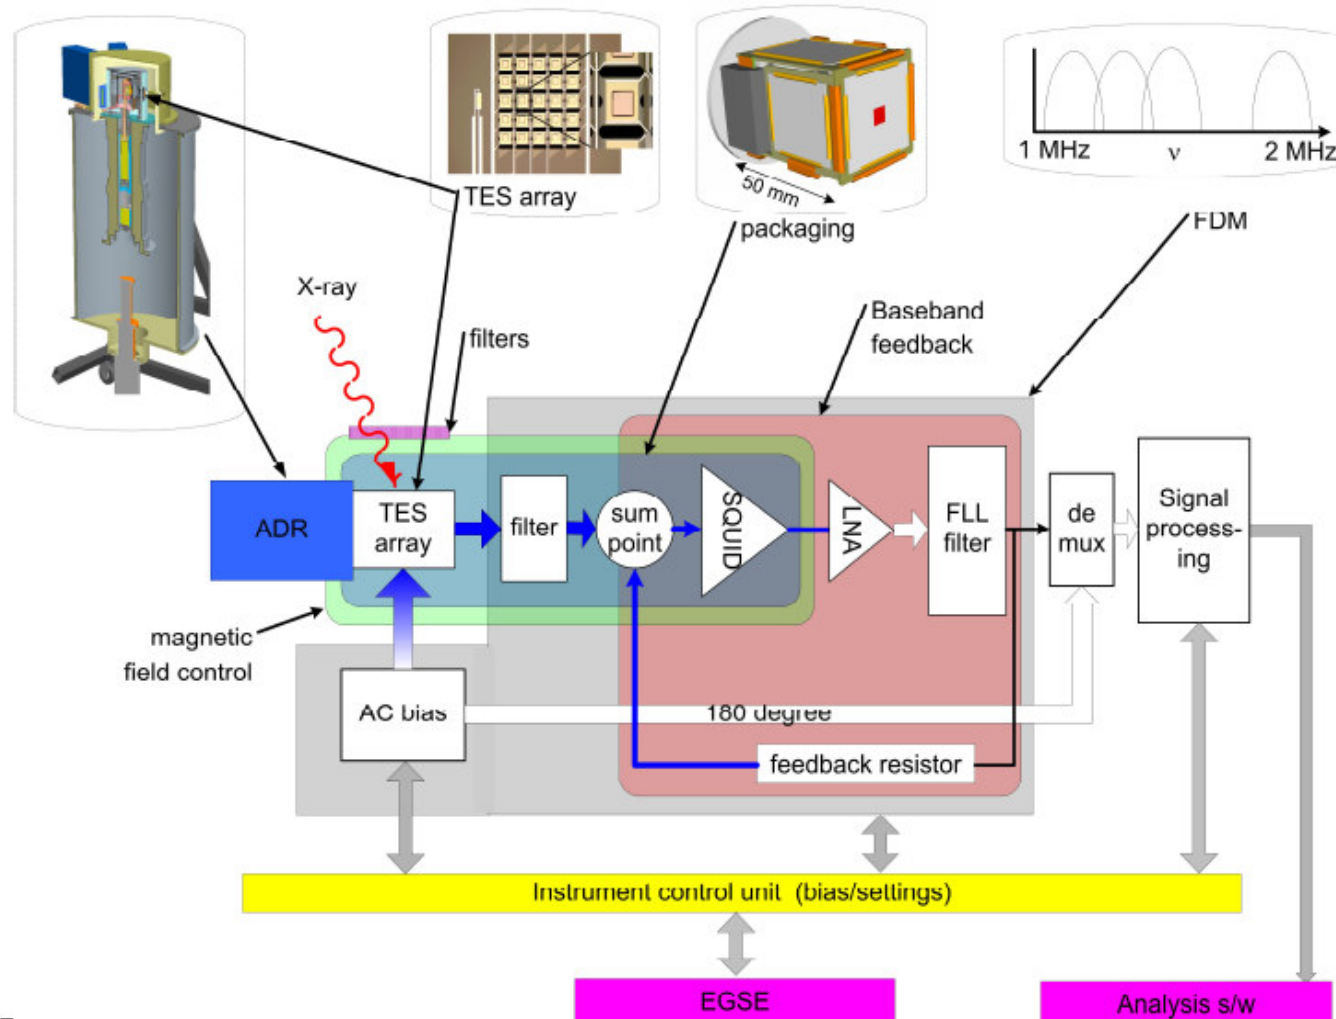 1 MHz
ν
2 MHz
50 mm
TES array
packaging
FDM
X-ray
filters
Baseband
feedback
ADR
TES
array
filter
sum
point
SQUID
LNA
FLL
filter
de
mux
Signal
process-
ing
magnetic
field control
AC bias
180 degree
feedback resistor
Instrument control unit (bias/settings)
EGSE
Analysis s/w